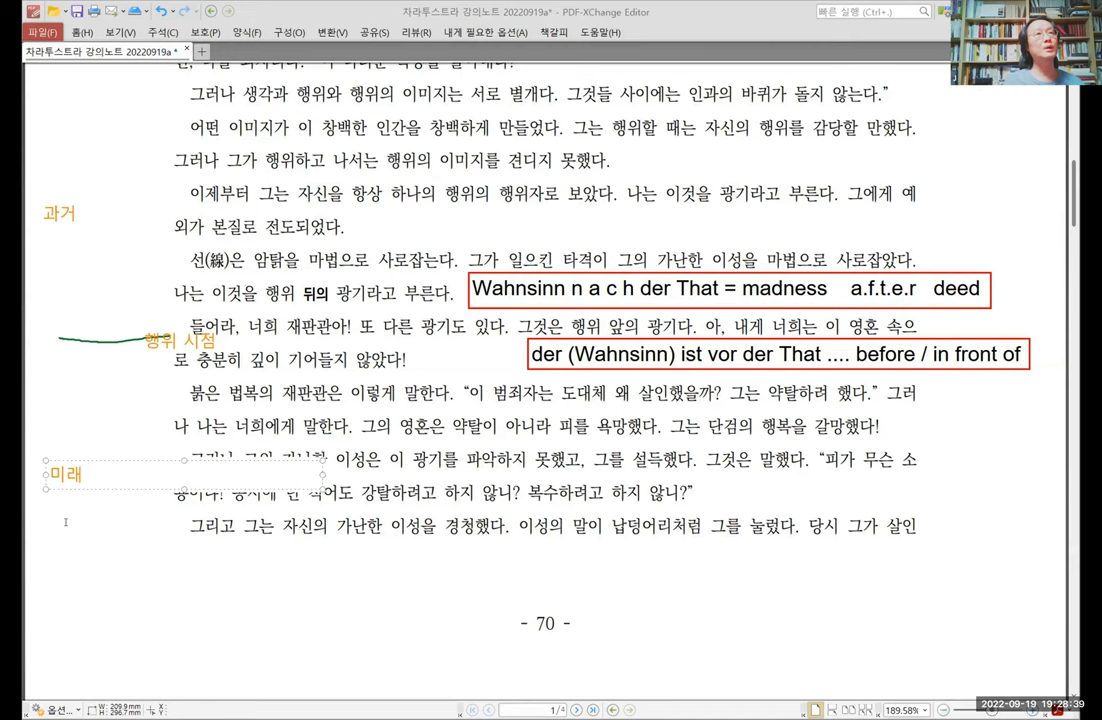 차라투스트라 강의노트 20220919a* - PDF-XChange Editor
빠른 실행 (Ctrl+.)
파일(F) 홈(H) 보기(V) 주석(C) 보호(P) 양식(F) 구성(O) 변환(V) 공유(S) 리뷰(R) 내게 필요한 옵션(A) 책갈피 도움말(H)
차라투스트라 강의노트 20220919a *
그러나 생각과 행위와 행위의 이미지는 서로 별개다. 그것들 사이에는 인과의 바퀴가 돌지 않는다.”
어떤 이미지가 이 창백한 인간을 창백하게 만들었다. 그는 행위할 때는 자신의 행위를 감당할 만했다.
그러나 그가 행위하고 나서는 행위의 이미지를 견디지 못했다.
이제부터 그는 자신을 항상 하나의 행위의 행위자로 보았다. 나는 이것을 광기라고 부른다. 그에게 예
과거
외가 본질로 전도되었다.
선(線)은 암탉을 마법으로 사로잡는다. 그가 일으킨 타격이 그의 가난한 이성을 마법으로 사로잡았다.
나는 이것을 행위 뒤의 광기라고 부른다.
Wahnsinn n a c h der That = madness a.f.t.e.r deed
들어라, 너희 재판관아! 또 다른 광기도 있다. 그것은 행위 앞의 광기다. 아, 내게 너희는 이 영혼 속으
행위 시점
로 충분히 깊이 기어들지 않았다!
der (Wahnsinn) ist vor der That .... before / in front of
붉은 법복의 재판관은 이렇게 말한다. “이 범죄자는 도대체 왜 살인했을까? 그는 약탈하려 했다.” 그러
나 나는 너희에게 말한다. 그의 영혼은 약탈이 아니라 피를 욕망했다. 그는 단검의 행복을 갈망했다!
이성은 이 광기를 파악하지 못했고, 그를 설득했다. 그것은 말했다. “피가 무슨 소
미래
강탈하려고 하지 않니? 복수하려고 하지 않니?”
그리고 그는 자신의 가난한 이성을 경청했다. 이성의 말이 납덩어리처럼 그를 눌렀다. 당시 그가 살인
- 70 -
옵션...
W: 209.9mm
H: 296.7mm
X:
Y:
1/4
189.58%
2022-09-19 19:28:39